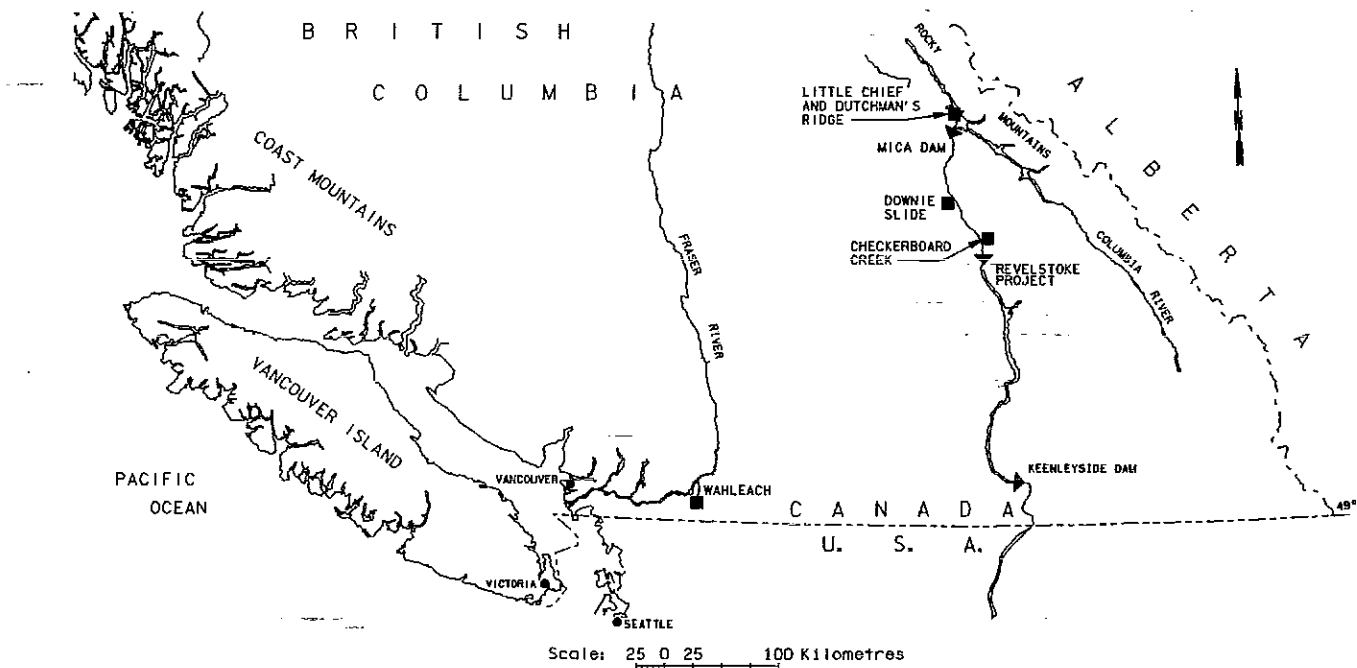 BRITISH
COLUMBIA
COAST MOUNTAINS
VANCOUVER ISLAND
PACIFIC
OCEAN
FRASER
RIVER
VANCOUVER
WAHLEACH
VICTORIA
SEATTLE
ROCKY
MOUNTAINS
ALBERTA
LITTLE CHIEF
AND DUTCHMAN'S
RIDGE
MICA DAM
DOWNIE
SLIDE
CHECKERBOARD
CREEK
REVELSTOKE
PROJECT
COLUMBIA
RIVER
KEENLEYSIDE DAM
CANADA
49°
U. S. A.
Scale: 25 0 25 100 Kilometres